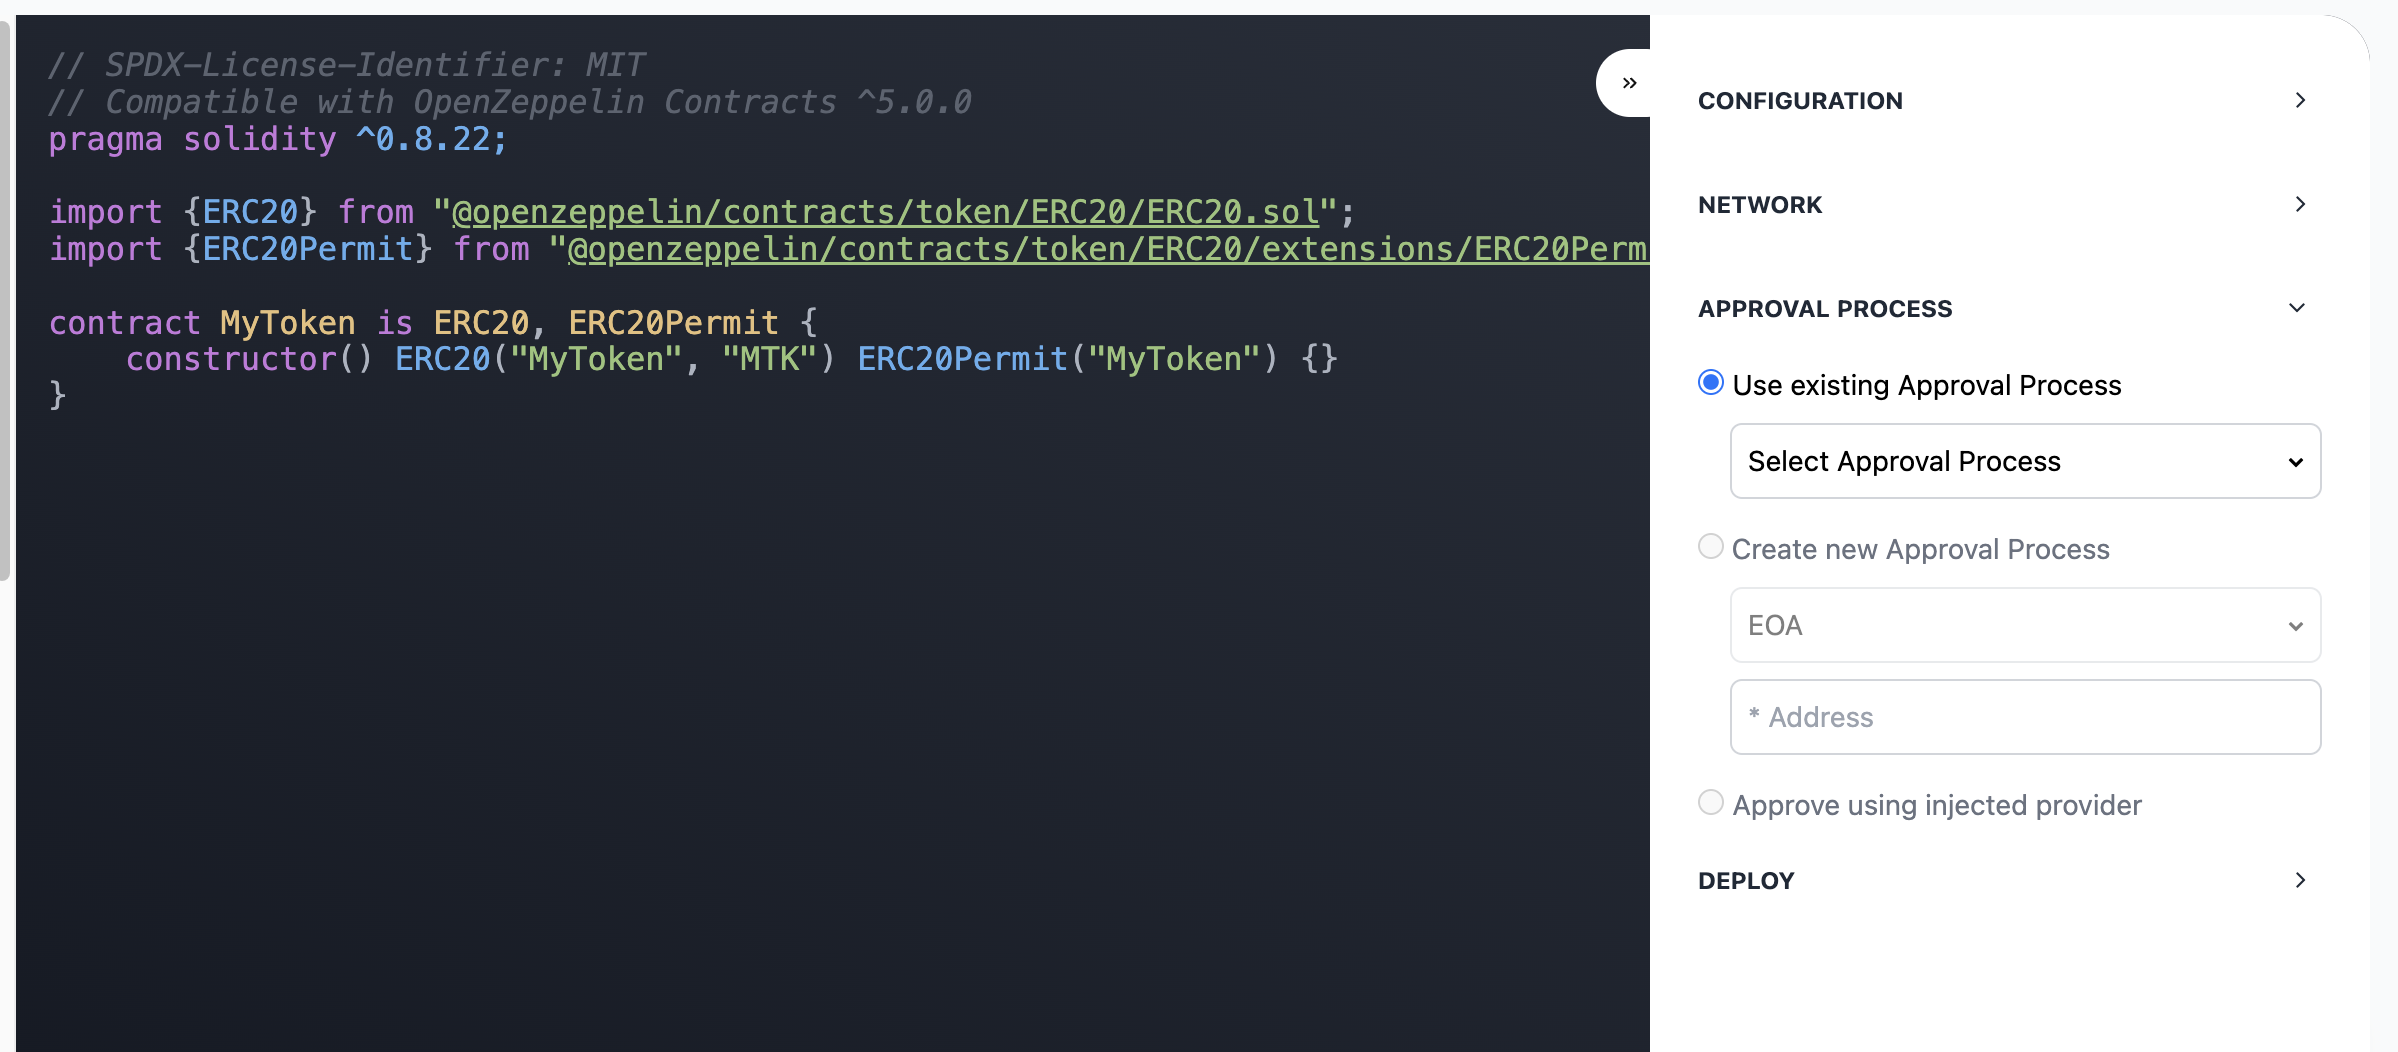 // SPDX-License-Identifier: MIT
// Compatible with OpenZeppelin Contracts ^5.0.0
pragma solidity ^0.8.22;
import {ERC20} from "@openzeppelin/contracts/token/ERC20/ERC20.sol";
import {ERC20Permit} from "@openzeppelin/contracts/token/ERC20/extensions/ERC20Perm
contract MyToken is ERC20, ERC20Permit {
    constructor() ERC20("MyToken", "MTK") ERC20Permit("MyToken") {}
}
»
CONFIGURATION
NETWORK
APPROVAL PROCESS
Use existing Approval Process
Select Approval Process
Create new Approval Process
EOA
* Address
Approve using injected provider
DEPLOY